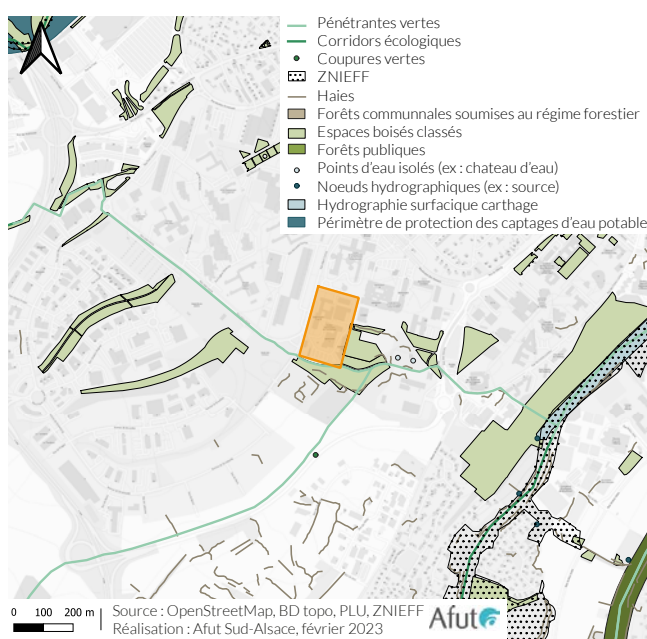 Pénétrantes vertes
Corridors écologiques
Coupures vertes
ZNIEFF
Haies
Forêts communnales soumises au régime forestier
Espaces boisés classés
Forêts publiques
Points d'eau isolés (ex : chateau d'eau)
Noeuds hydrographiques (ex : source)
Hydrographie surfacique carthage
Périmètre de protection des captages d'eau potable
0 100 200 m
Source : OpenStreetMap, BD topo, PLU, ZNIEFF
Réalisation : Afut Sud-Alsace, février 2023
Afut